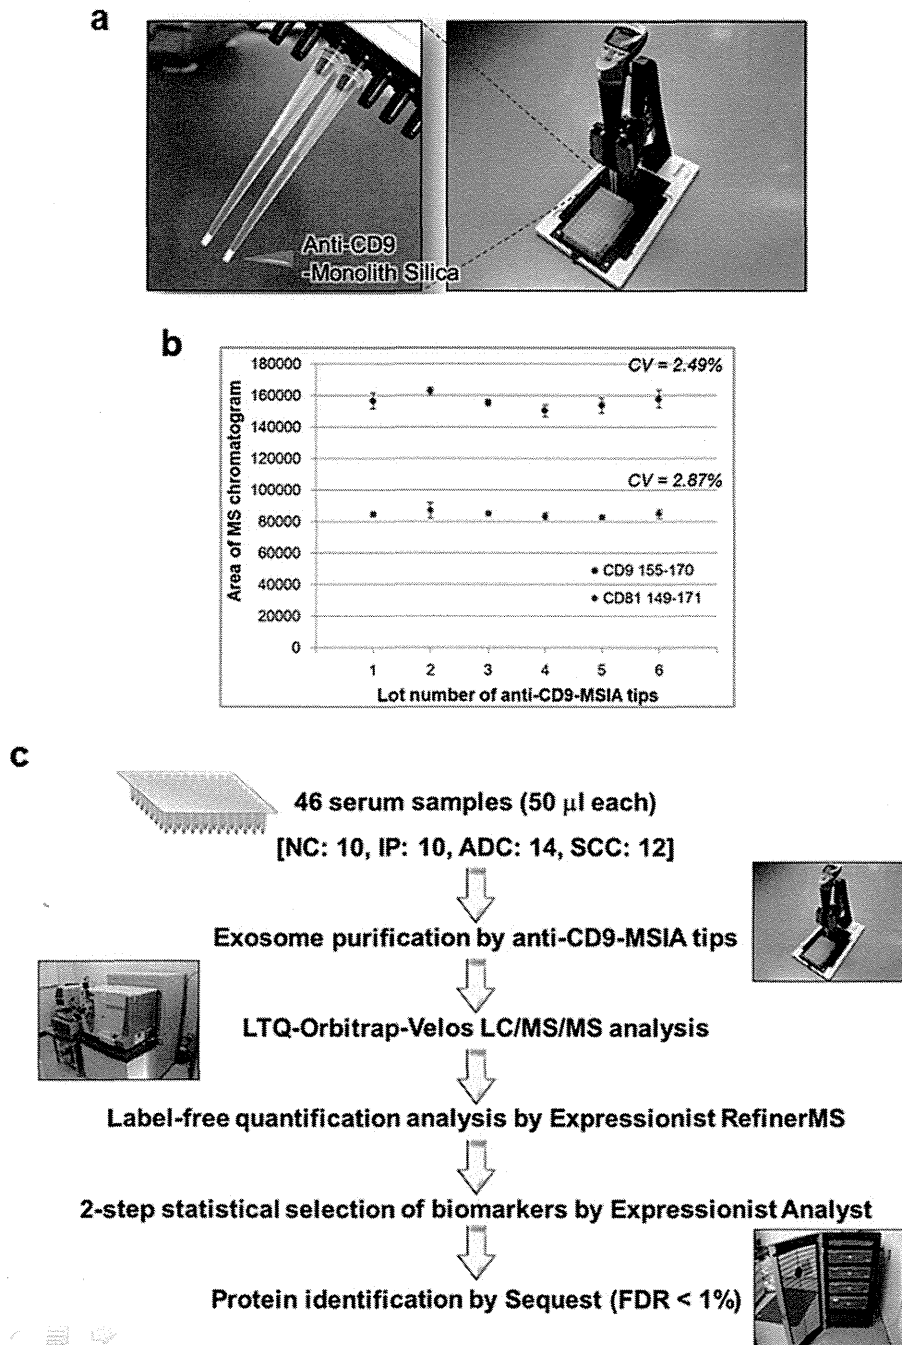 a
Anti-CD9
-Monolith Silica
b
180000
160000
140000
120000
100000
80000
60000
40000
20000
0
Area of MS chromatogram
CV = 2.49%
CV = 2.87%
CD9 155-170
CD81 149-171
1 2 3 4 5 6
Lot number of anti-CD9-MSIA tips
c
46 serum samples (50 μl each)
[NC: 10, IP: 10, ADC: 14, SCC: 12]
Exosome purification by anti-CD9-MSIA tips
LTQ-Orbitrap-Velos LC/MS/MS analysis
Label-free quantification analysis by Expressionist RefinerMS
2-step statistical selection of biomarkers by Expressionist Analyst
Protein identification by Sequest (FDR < 1%)